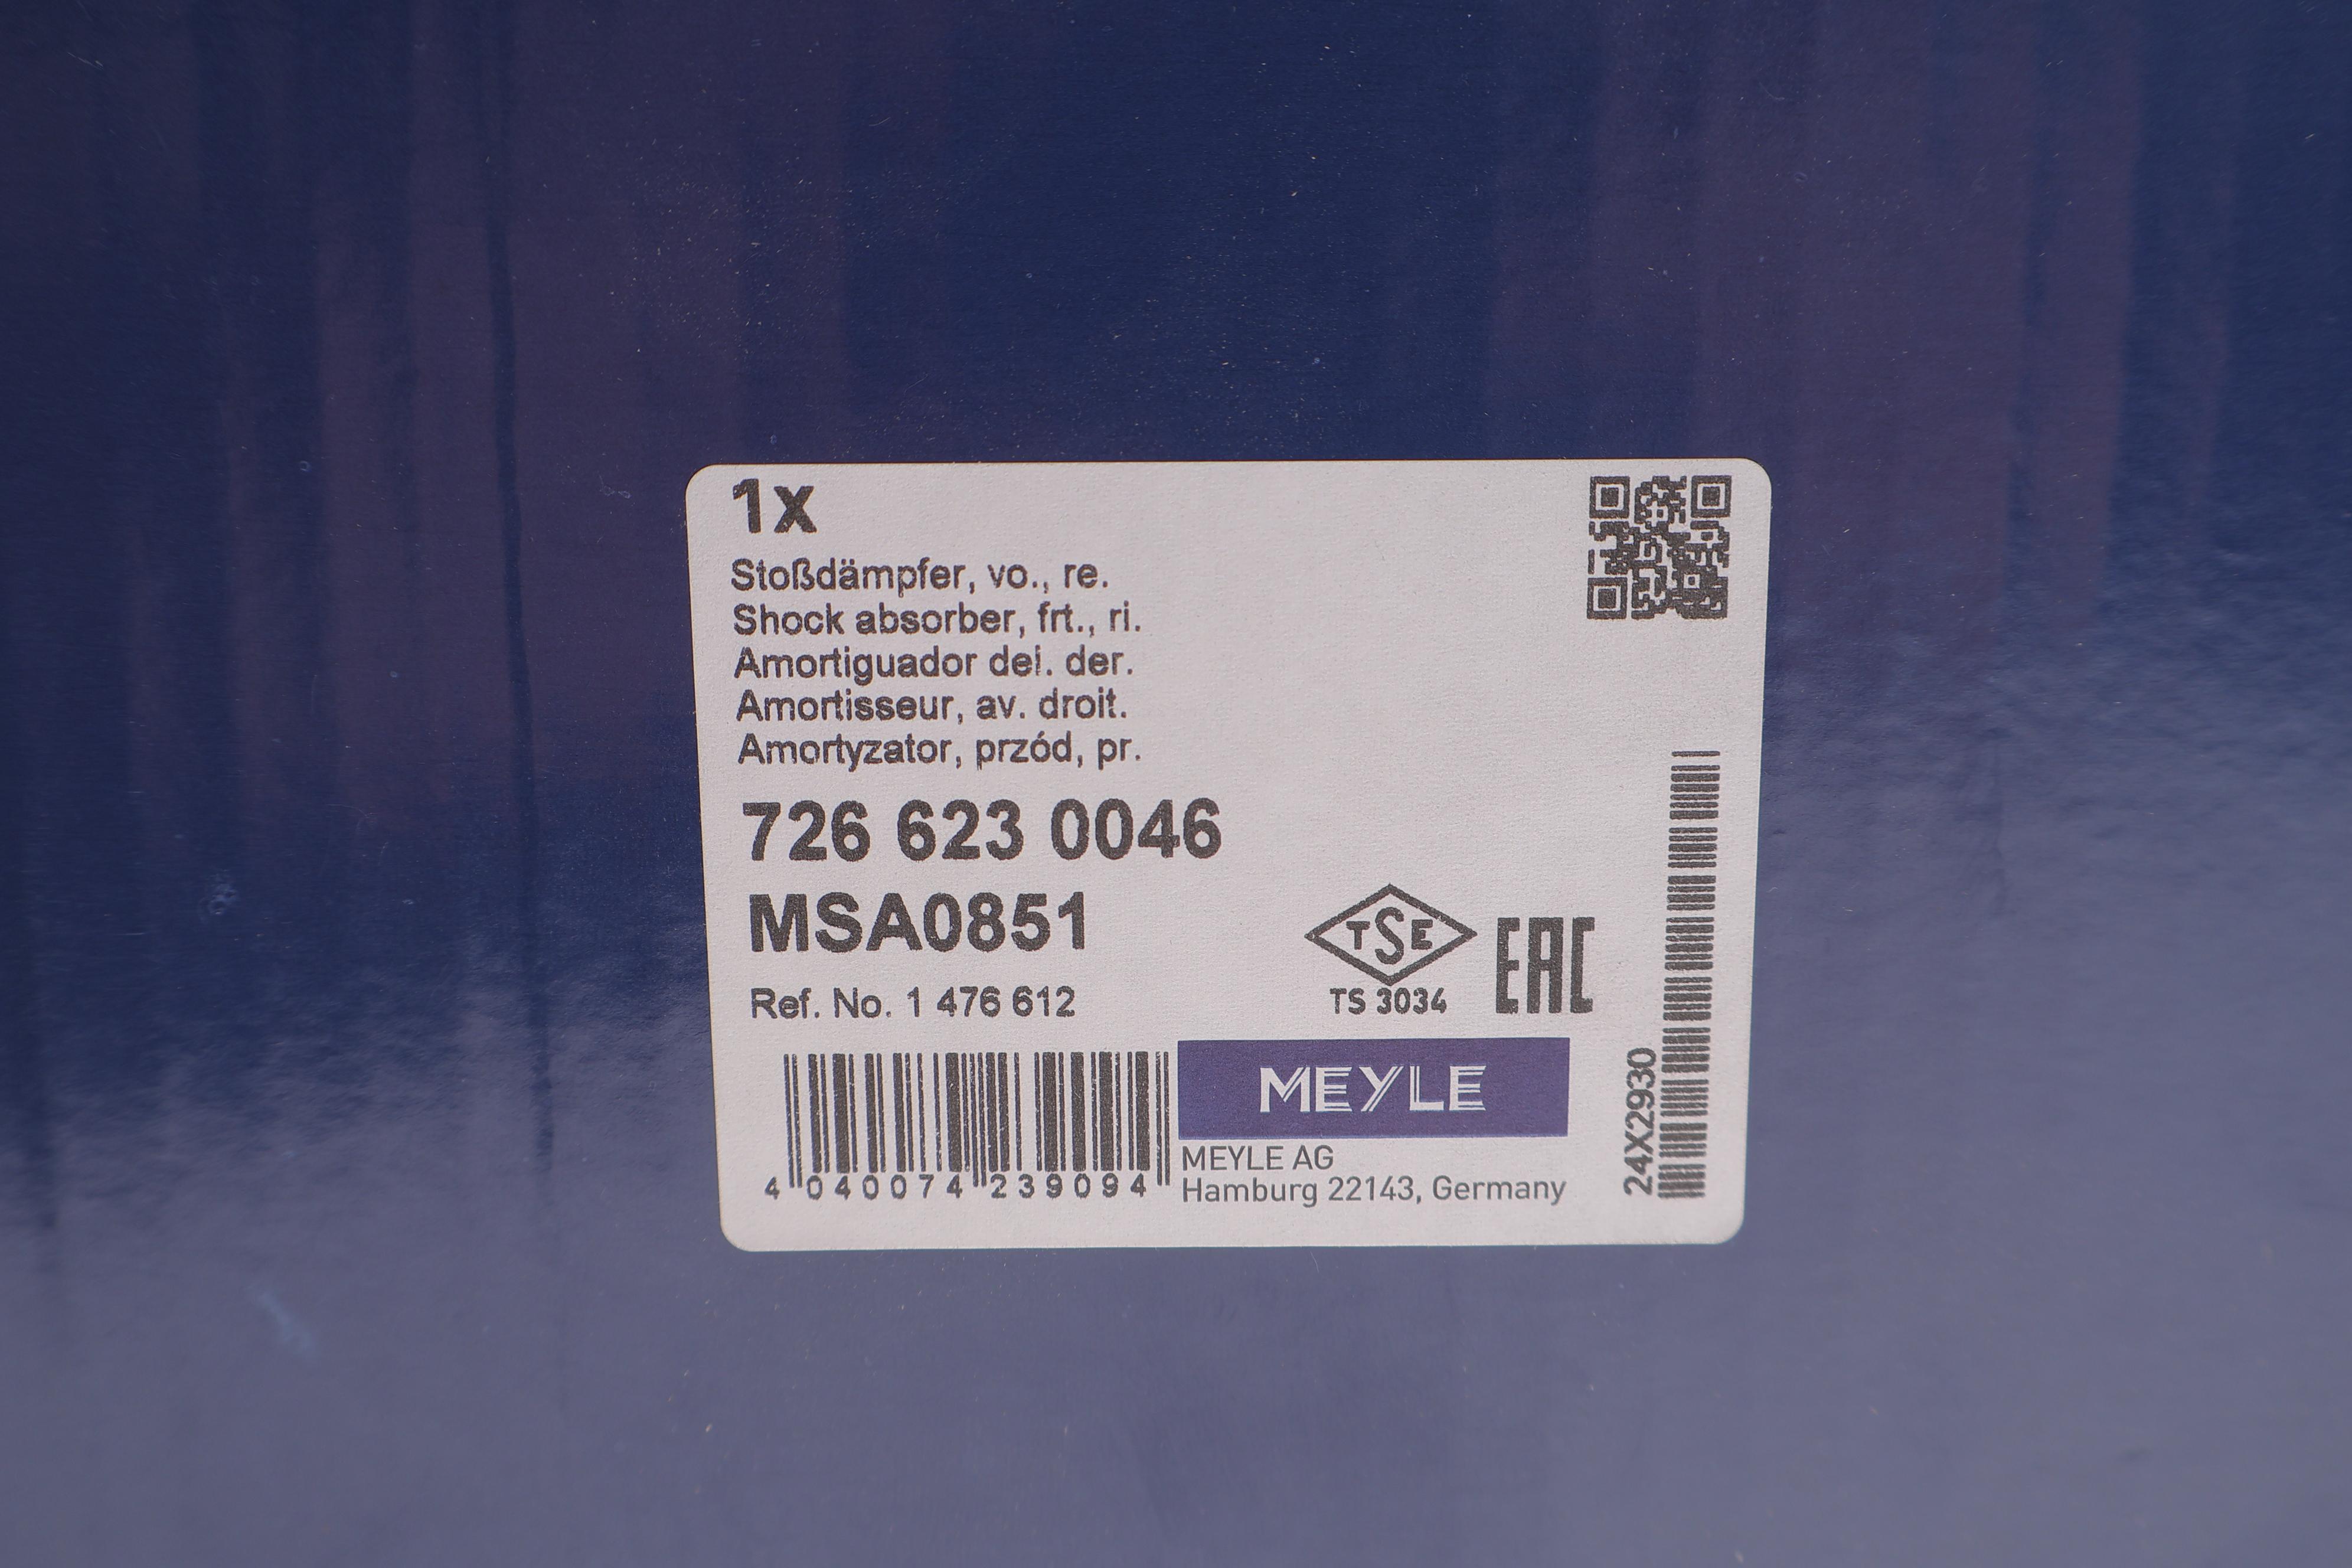 1x
Stoßdämpfer, vo., re.
Shock absorber, frt., ri.
Amortiguador del. der.
Amortisseur, av. droit.
Amortyzator, przód, pr.
726 623 0046
MSA0851
Ref. No. 1 476 612
TSE
TS 3034
EAC
MEYLE
MEYLE AG
Hamburg 22143, Germany
4 040074 239094
24X2930